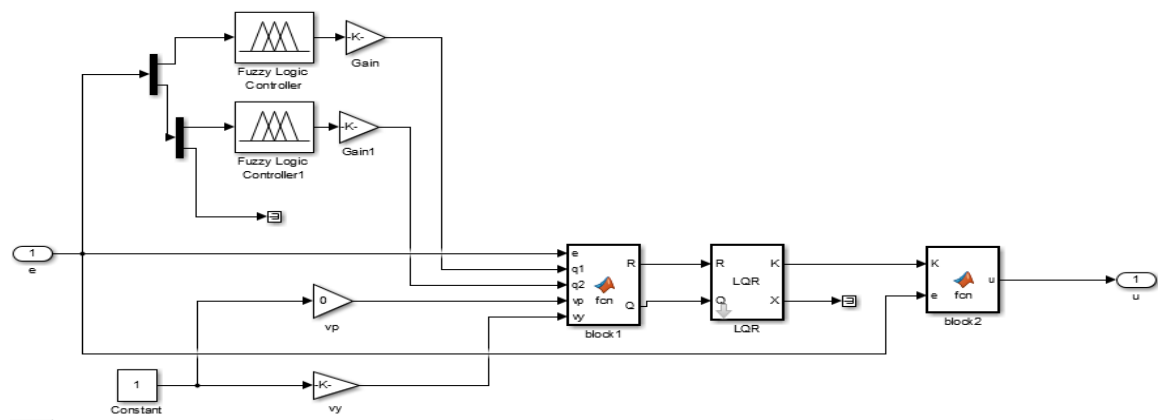 -K-
Fuzzy Logic
Controller
Gain
-K-
Fuzzy Logic
Controller1
Gain1
1
e
e
q1
q2
vp
vy
fcn
R
Q
block1
R
Q
LQR
K
X
LQR
K
e
fcn
u
block2
1
u
0
vp
1
Constant
-K-
vy